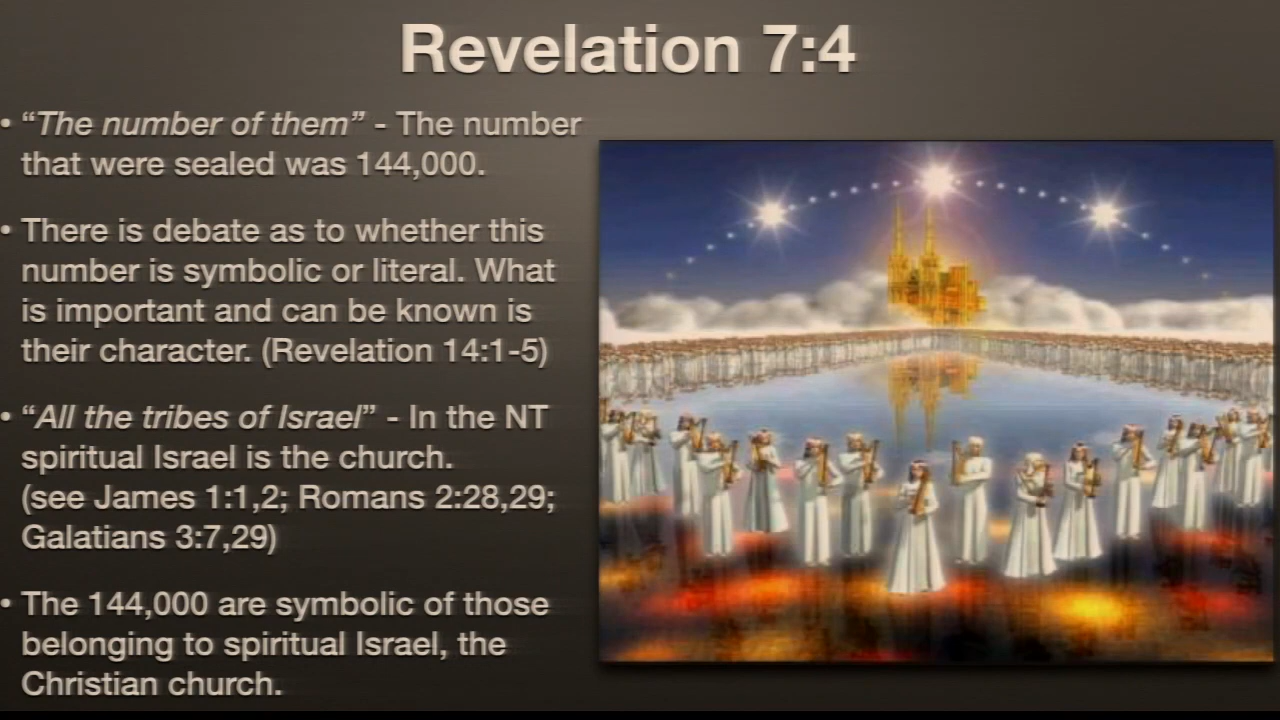 Revelation 7:4
• “The number of them” - The number
that were sealed was 144,000.
• There is debate as to whether this
number is symbolic or literal. What
is important and can be known is
their character. (Revelation 14:1-5)
• “All the tribes of Israel” - In the NT
spiritual Israel is the church.
(see James 1:1,2; Romans 2:28,29;
Galatians 3:7,29)
• The 144,000 are symbolic of those
belonging to spiritual Israel, the
Christian church.